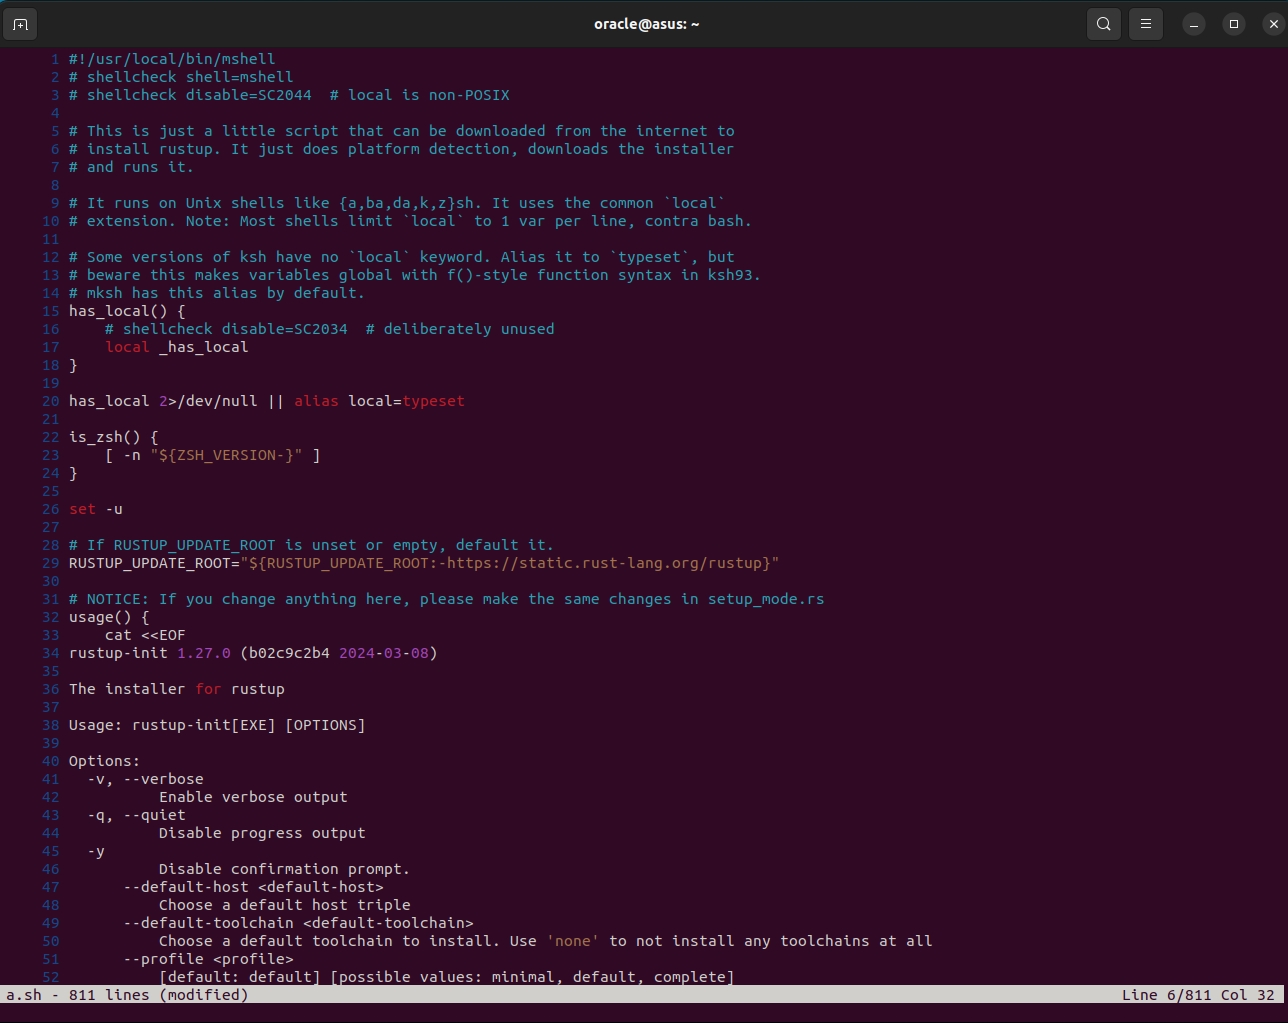 oracle@asus: ~
1 #!/usr/local/bin/mshell
2 # shellcheck shell=mshell
3 # shellcheck disable=SC2044  # local is non-POSIX
4
5 # This is just a little script that can be downloaded from the internet to
6 # install rustup. It just does platform detection, downloads the installer
7 # and runs it.
8
9 # It runs on Unix shells like {a,ba,da,k,z}sh. It uses the common `local`
10 # extension. Note: Most shells limit `local` to 1 var per line, contra bash.
11
12 # Some versions of ksh have no `local` keyword. Alias it to `typeset`, but
13 # beware this makes variables global with f()-style function syntax in ksh93.
14 # mksh has this alias by default.
15 has_local() {
16     # shellcheck disable=SC2034  # deliberately unused
17     local _has_local
18 }
19
20 has_local 2>/dev/null || alias local=typeset
21
22 is_zsh() {
23     [ -n "${ZSH_VERSION-}" ]
24 }
25
26 set -u
27
28 # If RUSTUP_UPDATE_ROOT is unset or empty, default it.
29 RUSTUP_UPDATE_ROOT="${RUSTUP_UPDATE_ROOT:-https://static.rust-lang.org/rustup}"
30
31 # NOTICE: If you change anything here, please make the same changes in setup_mode.rs
32 usage() {
33     cat <<EOF
34 rustup-init 1.27.0 (b02c9c2b4 2024-03-08)
35
36 The installer for rustup
37
38 Usage: rustup-init[EXE] [OPTIONS]
39
40 Options:
41   -v, --verbose
42           Enable verbose output
43   -q, --quiet
44           Disable progress output
45   -y
46           Disable confirmation prompt.
47       --default-host <default-host>
48           Choose a default host triple
49       --default-toolchain <default-toolchain>
50           Choose a default toolchain to install. Use 'none' to not install any toolchains at all
51       --profile <profile>
52           [default: default] [possible values: minimal, default, complete]
a.sh - 811 lines (modified) Line 6/811 Col 32